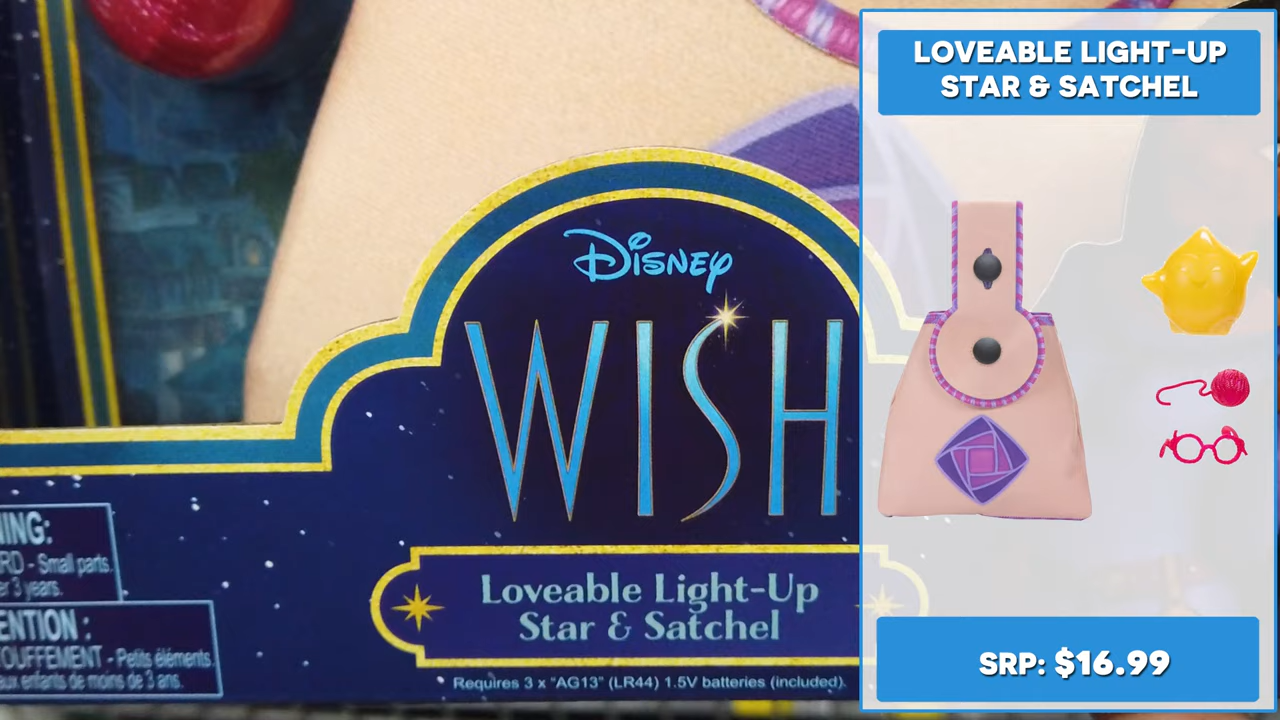 Disney
WISH
Loveable Light-Up
Star & Satchel
Requires 3 x "AG13" (LR44) 1.5V batteries (included).
NING:
RD - Small parts.
er 3 years.
ENTION :
OUFFEMENT - Petits éléments.
aux enfants de moins de 3 ans.
LOVEABLE LIGHT-UP
STAR & SATCHEL
SRP: $16.99